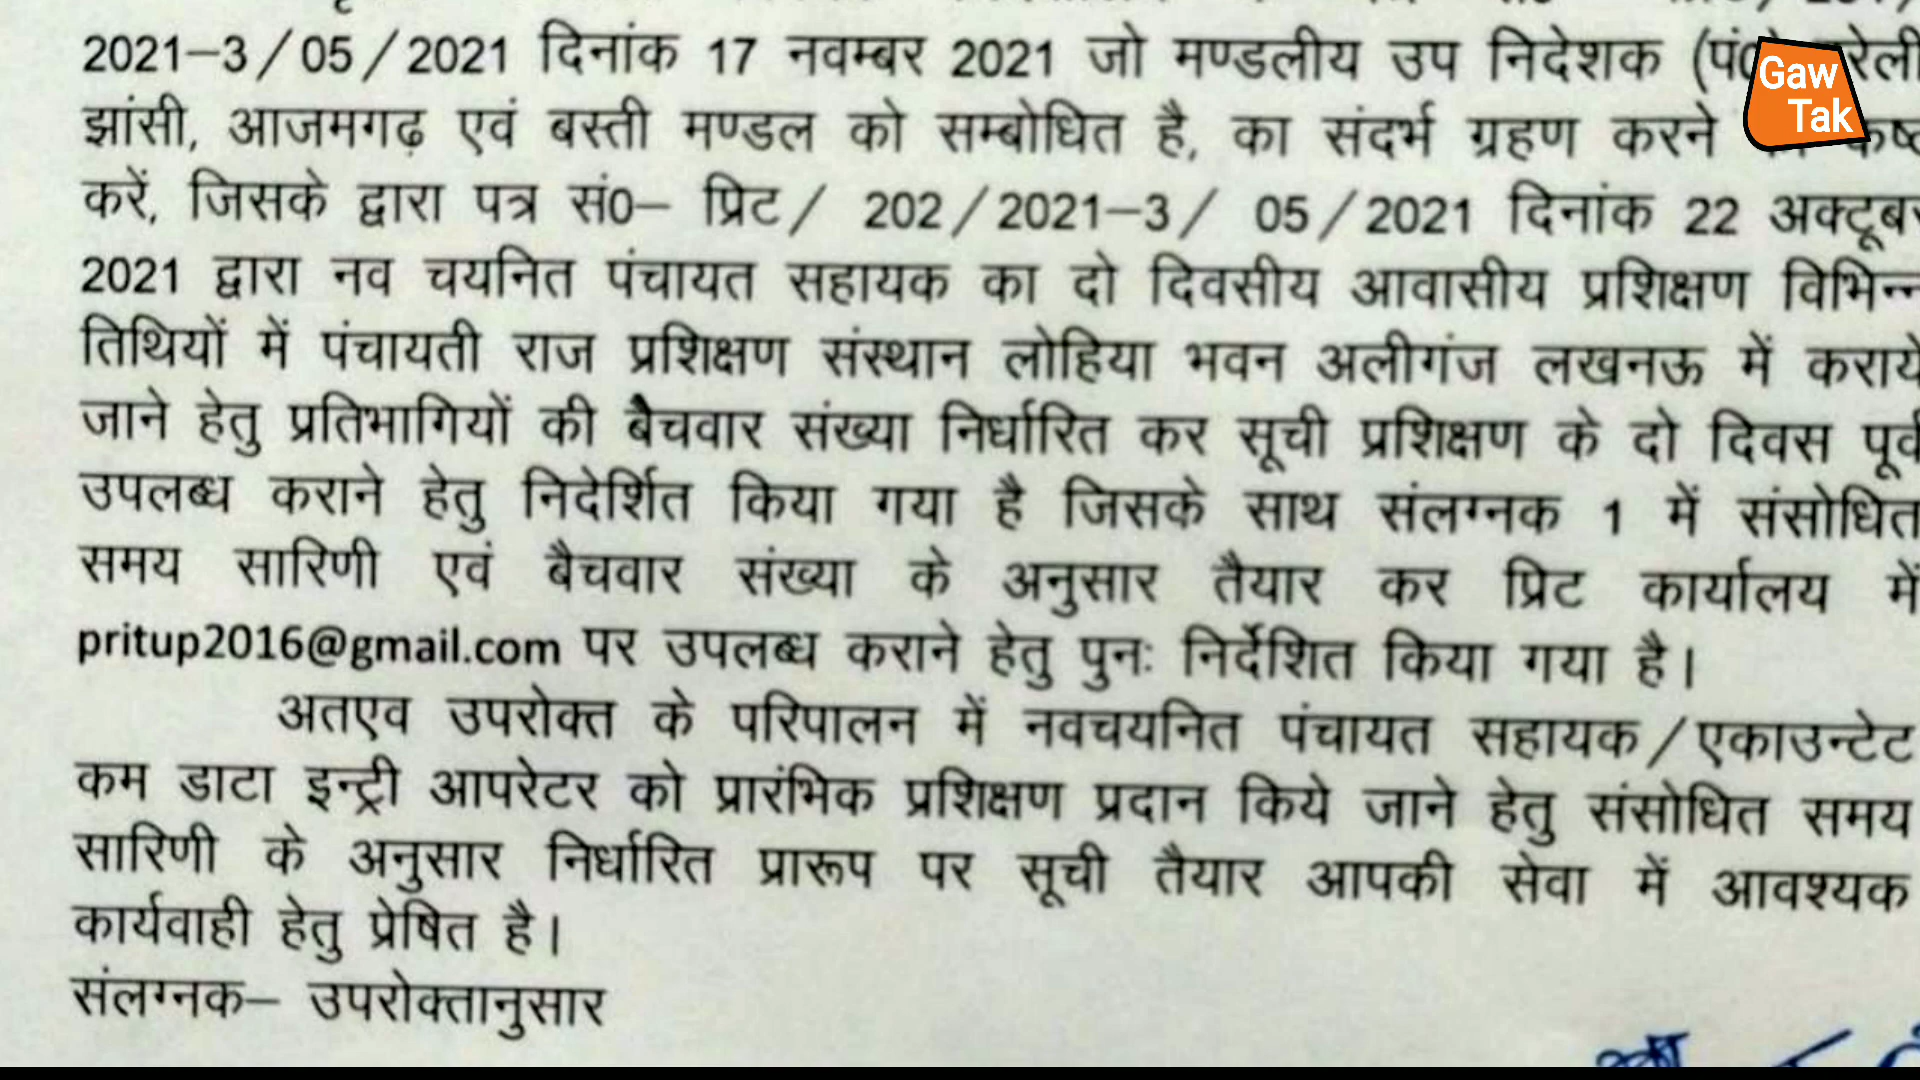 2021–3/05/2021 दिनांक 17 नवम्बर 2021 जो मण्डलीय उप निदेशक (पं0
झांसी, आजमगढ़ एवं बस्ती मण्डल को सम्बोधित है, का संदर्भ ग्रहण करने
Gaw
Tak
करें, जिसके द्वारा पत्र सं0– प्रिट/ 202/2021–3/ 05/2021 दिनांक 22 अक्टूबर
2021 द्वारा नव चयनित पंचायत सहायक का दो दिवसीय आवासीय प्रशिक्षण विभिन्न
तिथियों में पंचायती राज प्रशिक्षण संस्थान लोहिया भवन अलीगंज लखनऊ में कराये
जाने हेतु प्रतिभागियों की बैचवार संख्या निर्धारित कर सूची प्रशिक्षण के दो दिवस पूर्व
उपलब्ध कराने हेतु निदेर्शित किया गया है जिसके साथ संलग्नक 1 में संसोधित
समय सारिणी एवं बैचवार संख्या के अनुसार तैयार कर प्रिट कार्यालय में
pritup2016@gmail.com पर उपलब्ध कराने हेतु पुनः निर्देशित किया गया है।
अतएव उपरोक्त के परिपालन में नवचयनित पंचायत सहायक/एकाउन्टेट
कम डाटा इन्ट्री आपरेटर को प्रारंभिक प्रशिक्षण प्रदान किये जाने हेतु संसोधित समय
सारिणी के अनुसार निर्धारित प्रारूप पर सूची तैयार आपकी सेवा में आवश्यक
कार्यवाही हेतु प्रेषित है।
संलग्नक– उपरोक्तानुसार